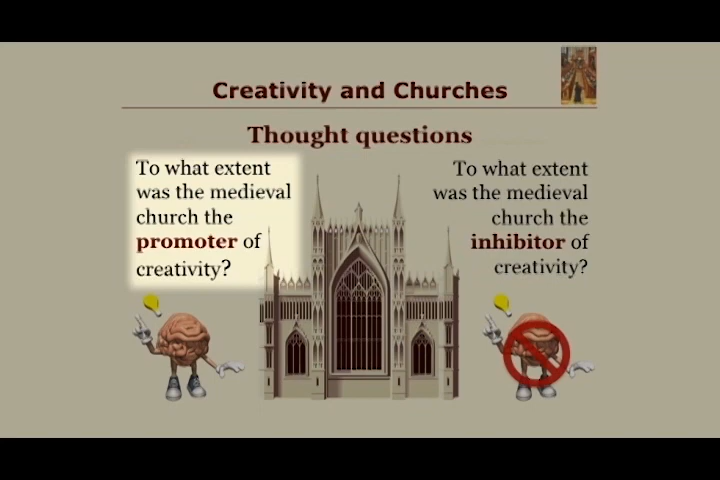 Creativity and Churches
Thought questions
To what extent
was the medieval
church the
promoter of
creativity?
To what extent
was the medieval
church the
inhibitor of
creativity?